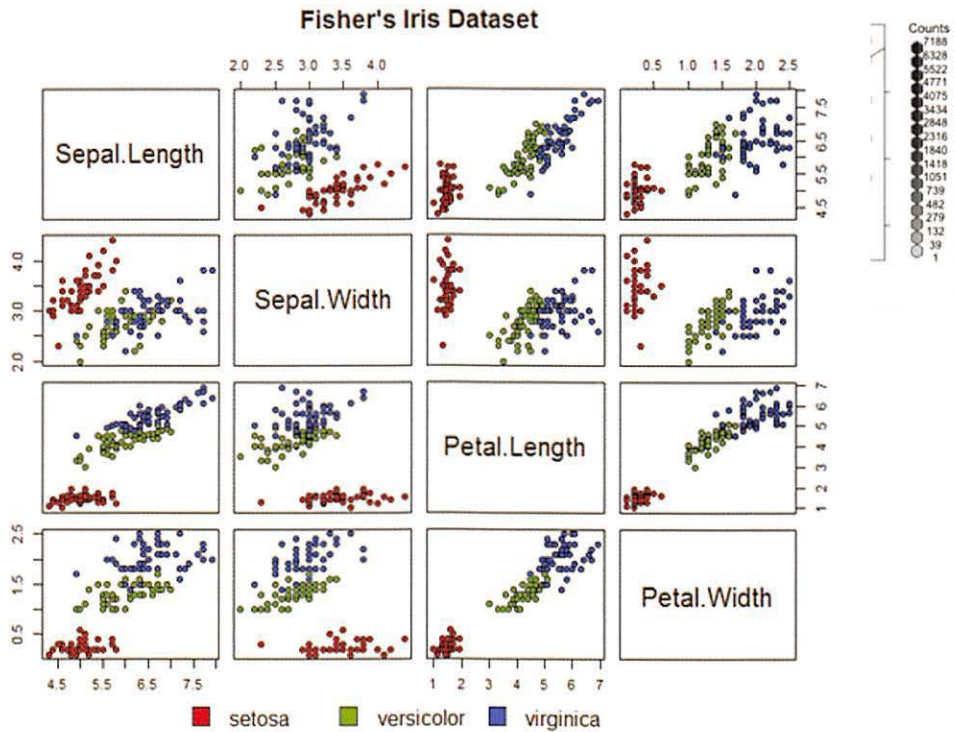 Fisher's Iris Dataset
2.0 3.0 4.0
0.5 1.0 1.5 2.0 2.5
Counts
7188
6328
5522
4771
4075
3434
2848
2316
1840
1418
1051
739
482
279
132
39
1
Sepal.Length
4.5 5.5 6.5 7.5
2.0 3.0 4.0
Sepal.Width
Petal.Length
1 2 3 4 5 6 7
0.5 1.5 2.5
Petal.Width
4.5 5.5 6.5 7.5
1 2 3 4 5 6 7
setosa versicolor virginica